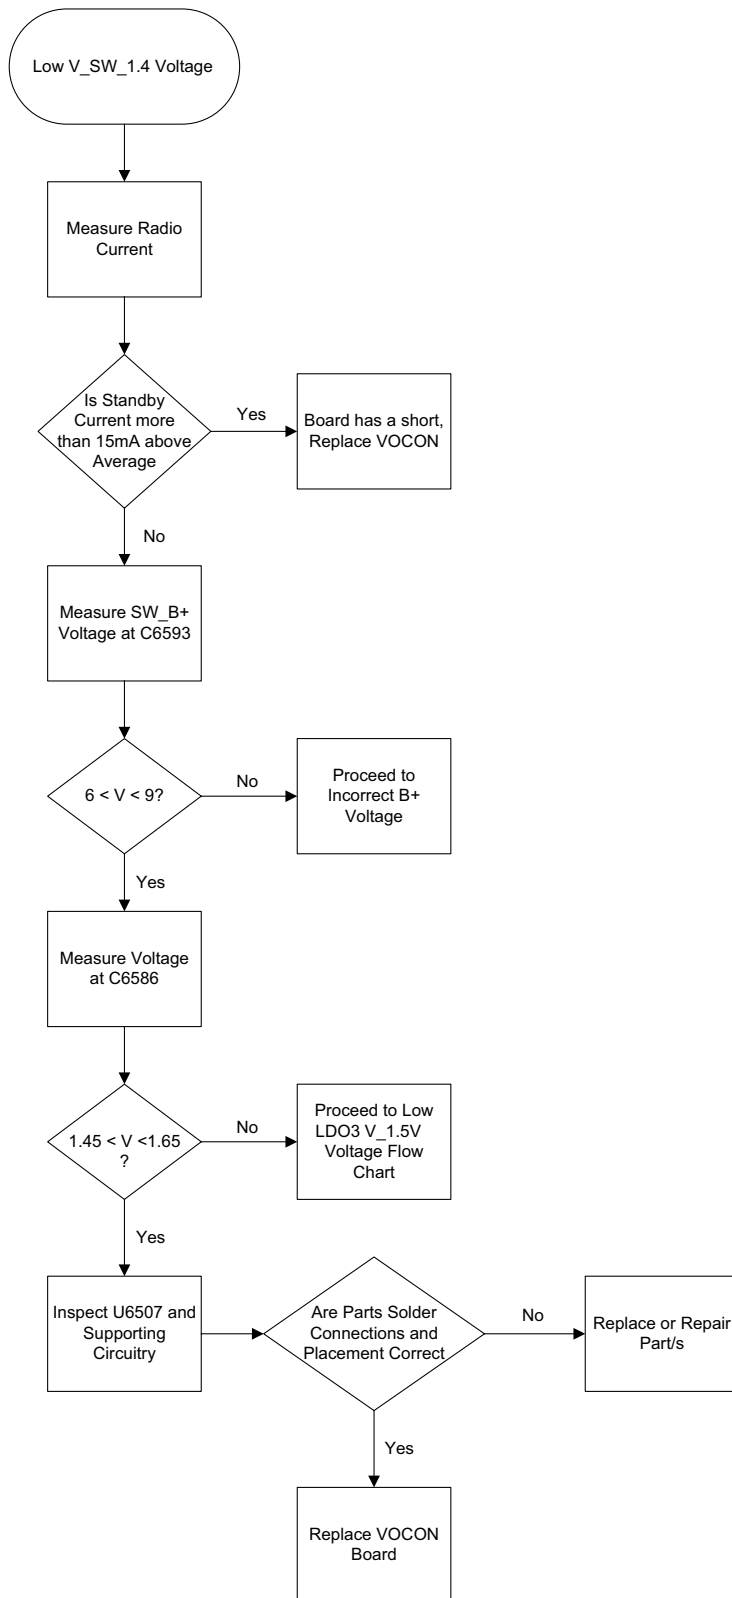 Low V_SW_1.4 Voltage
Measure Radio
Current
Is Standby
Current more
than 15mA above
Average
Yes
Board has a short,
Replace VOCON
No
Measure SW_B+
Voltage at C6593
6 < V < 9?
No
Proceed to
Incorrect B+
Voltage
Yes
Measure Voltage
at C6586
1.45 < V <1.65
?
No
Proceed to Low
LDO3 V_1.5V
Voltage Flow
Chart
Yes
Inspect U6507 and
Supporting
Circuitry
Are Parts Solder
Connections and
Placement Correct
No
Replace or Repair
Part/s
Yes
Replace VOCON
Board